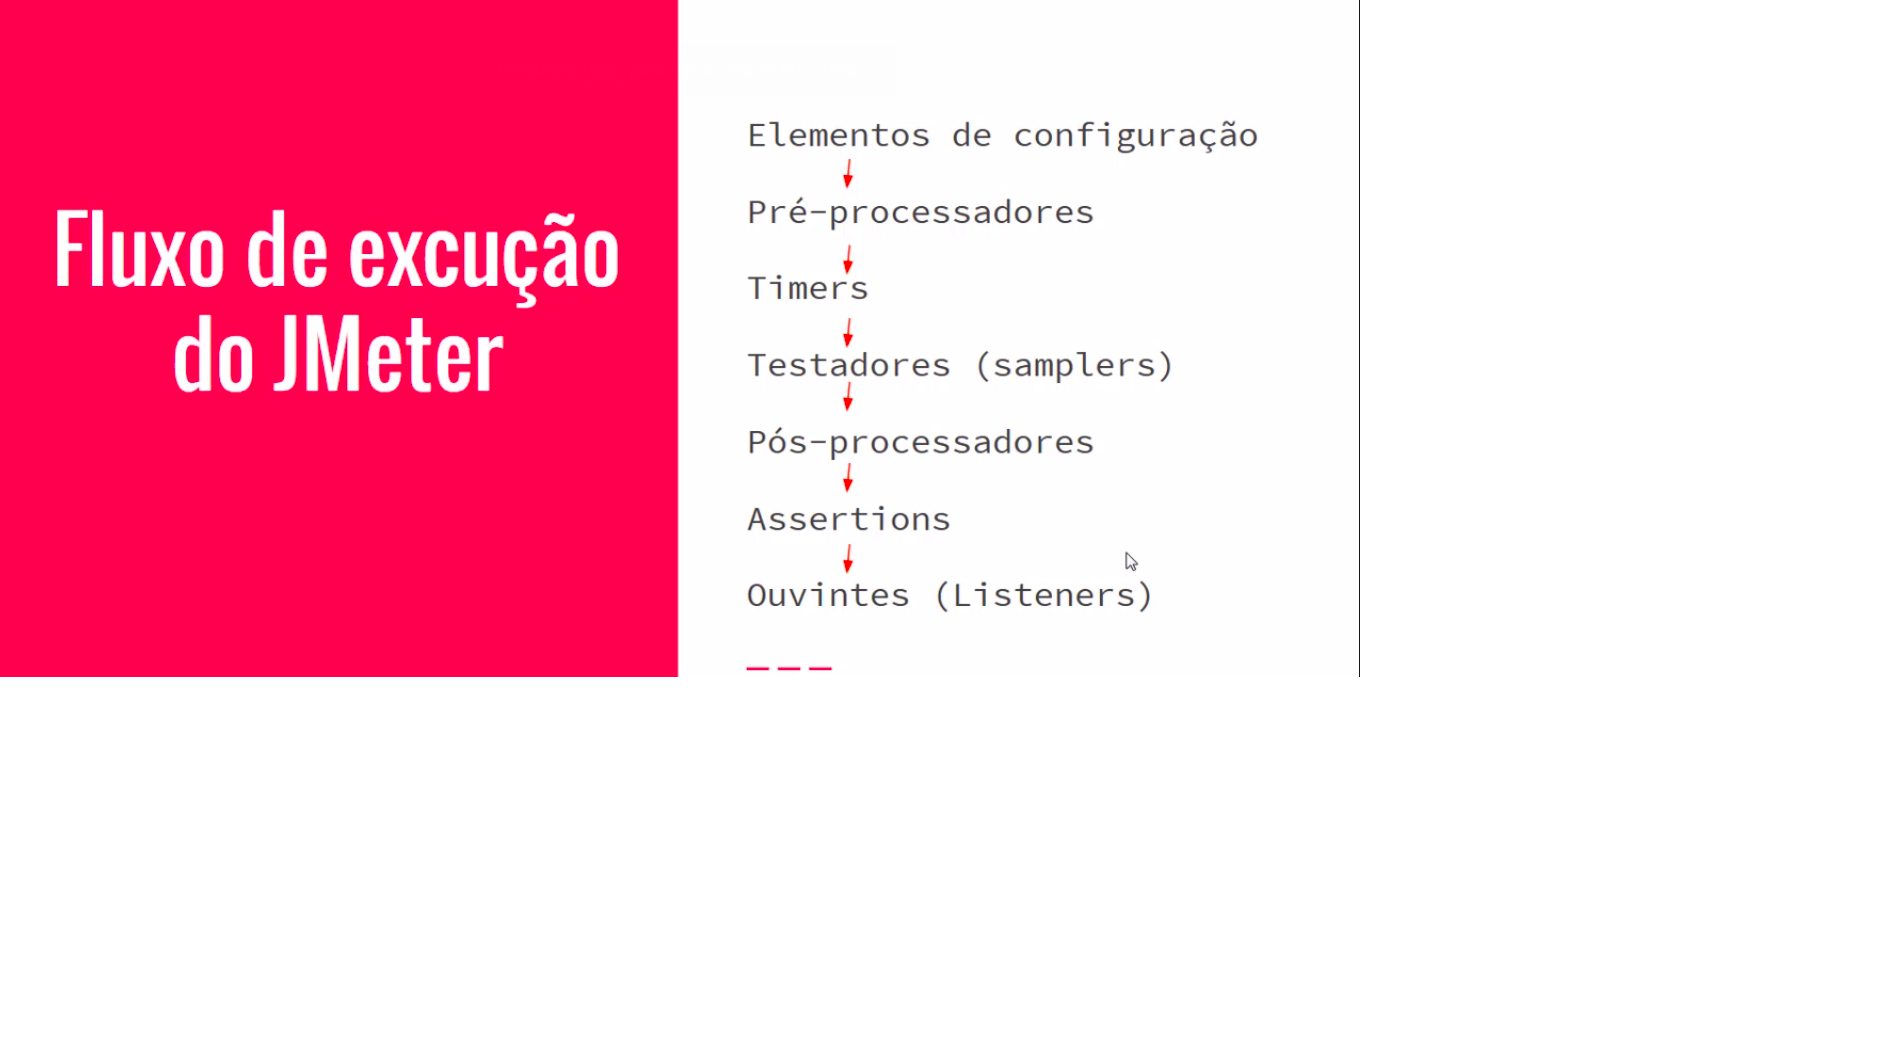 Fluxo de excução
do JMeter
Elementos de configuração
Pré-processadores
Timers
Testadores (samplers)
Pós-processadores
Assertions
Ouvintes (Listeners)